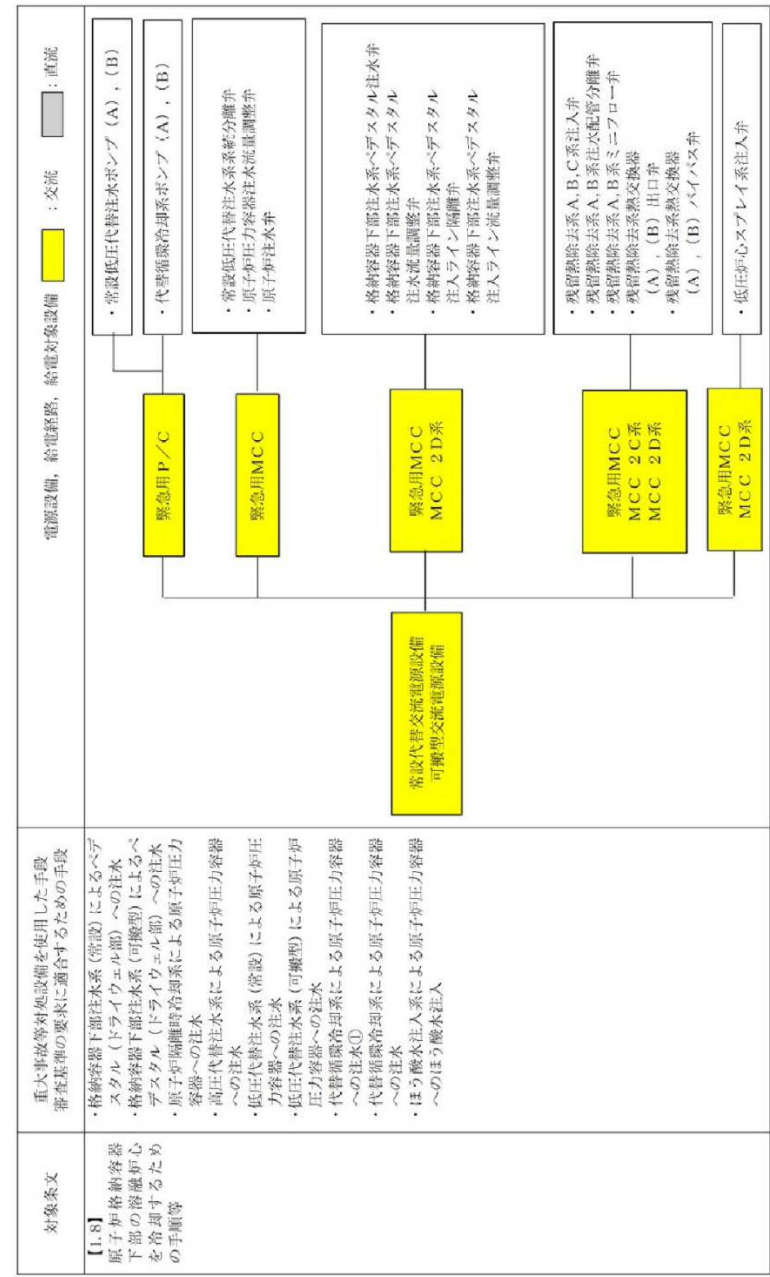 対象条文
重大事故等対処設備を使用した手段
審査基準の要求に適合するための手段
電源設備，給電経路，給電対象設備
：交流
：直流
【1.8】
原子炉格納容器
下部の溶融炉心
を冷却するため
の手順等
・格納容器下部注水系(常設)によるペデ
スタル（ドライウェル部）への注水
・格納容器下部注水系(可搬型)によるペ
デスタル（ドライウェル部）への注水
・原子炉隔離時冷却系による原子炉圧力
容器への注水
・高圧代替注水系による原子炉圧力容器
への注水
・低圧代替注水系(常設)による原子炉圧
力容器への注水
・低圧代替注水系(可搬型)による原子炉
圧力容器への注水
・代替循環冷却系による原子炉圧力容器
への注水①
・代替循環冷却系による原子炉圧力容器
への注水
・ほう酸水注入系による原子炉圧力容器
へのほう酸水注入
常設代替交流電源設備
可搬型交流電源設備
緊急用P／C
・常設低圧代替注水ポンプ（A），（B）
・代替循環冷却系ポンプ（A），（B）
緊急用MCC
・常設低圧代替注水系系統分離弁
・原子炉圧力容器注水流量調整弁
・原子炉注水弁
緊急用MCC
MCC 2D系
・格納容器下部注水系ペデスタル注水弁
・格納容器下部注水系ペデスタル
注水流量調整弁
・格納容器下部注水系ペデスタル
注入ライン隔離弁
・格納容器下部注水系ペデスタル
注入ライン流量調整弁
緊急用MCC
MCC 2C系
MCC 2D系
・残留熱除去系A,B,C系注入弁
・残留熱除去系A,B系注水配管分離弁
・残留熱除去系A,B系ミニフロー弁
・残留熱除去系熱交換器
（A），（B）出口弁
・残留熱除去系熱交換器
（A），（B）バイパス弁
緊急用MCC
MCC 2D系
・低圧炉心スプレイ系注入弁